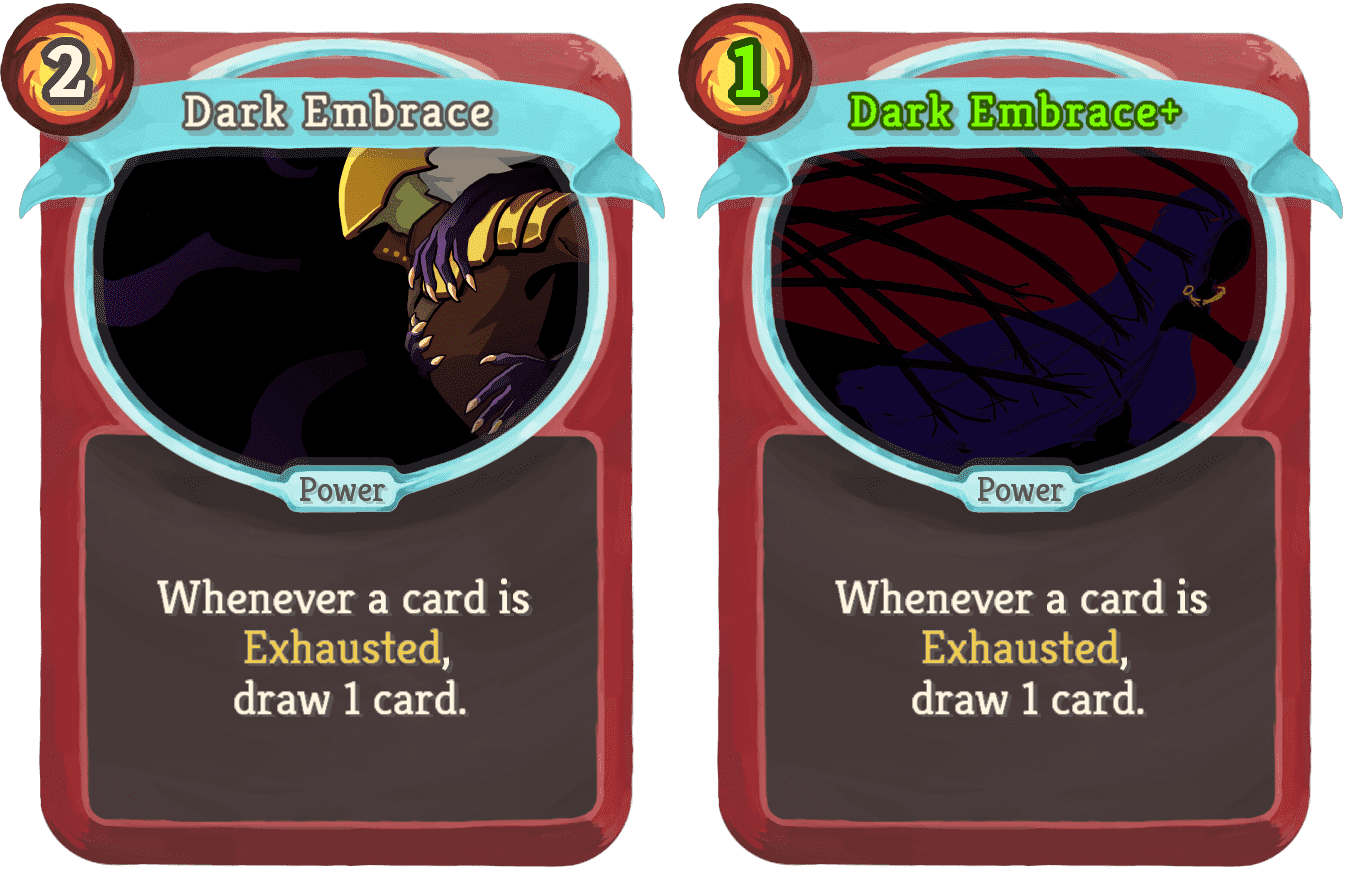 2
Dark Embrace
Power
Whenever a card is
Exhausted,
draw 1 card.
1
Dark Embrace+
Power
Whenever a card is
Exhausted,
draw 1 card.